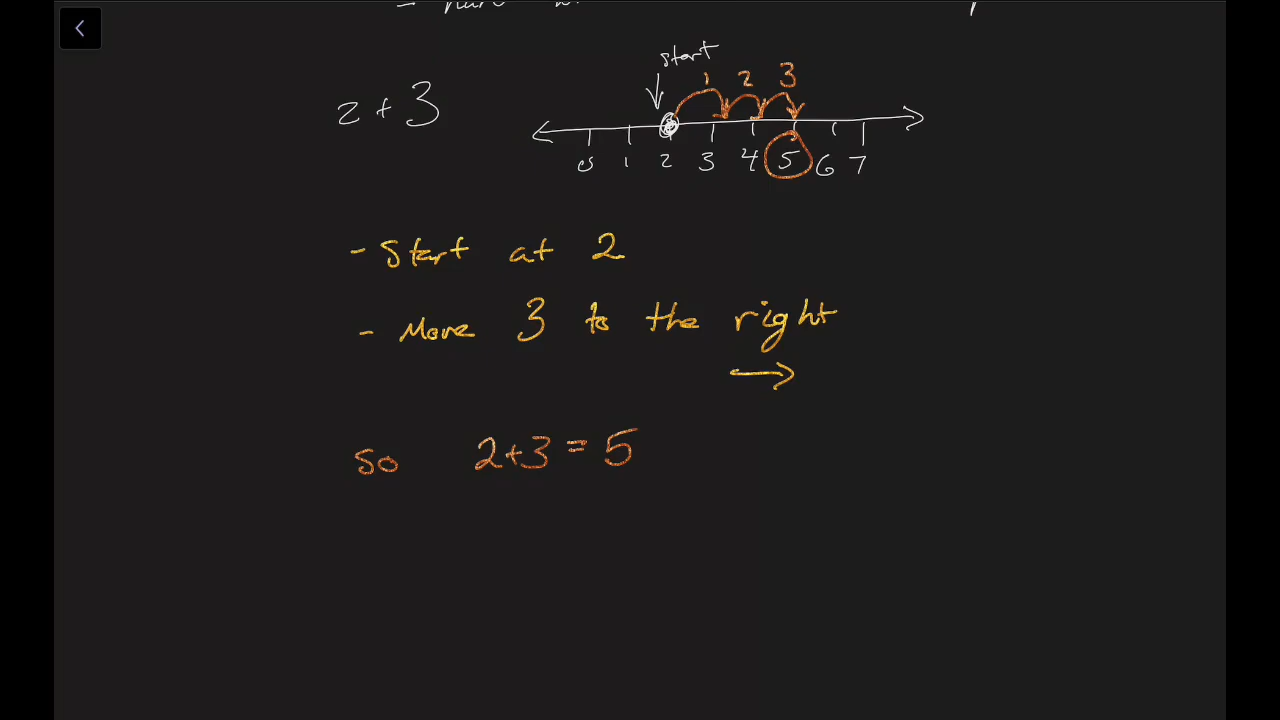 start
1 2 3
2 + 3
0 1 2 3 4 5 6 7
- Start at 2
- Move 3 to the right
so 2+3 = 5